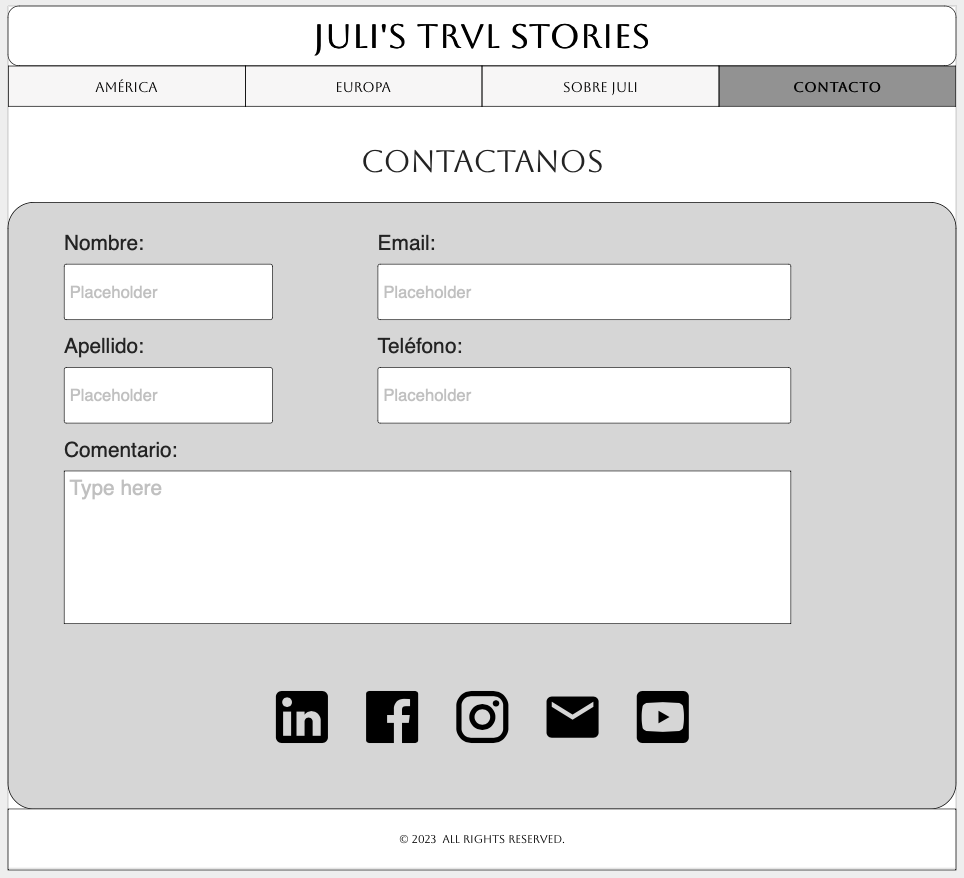 JULI'S TRVL STORIES
AMÉRICA EUROPA SOBRE JULI CONTACTO
CONTACTANOS
Nombre: Email:
Placeholder Placeholder
Apellido: Teléfono:
Placeholder Placeholder
Comentario:
Type here
in f
© 2023 ALL RIGHTS RESERVED.